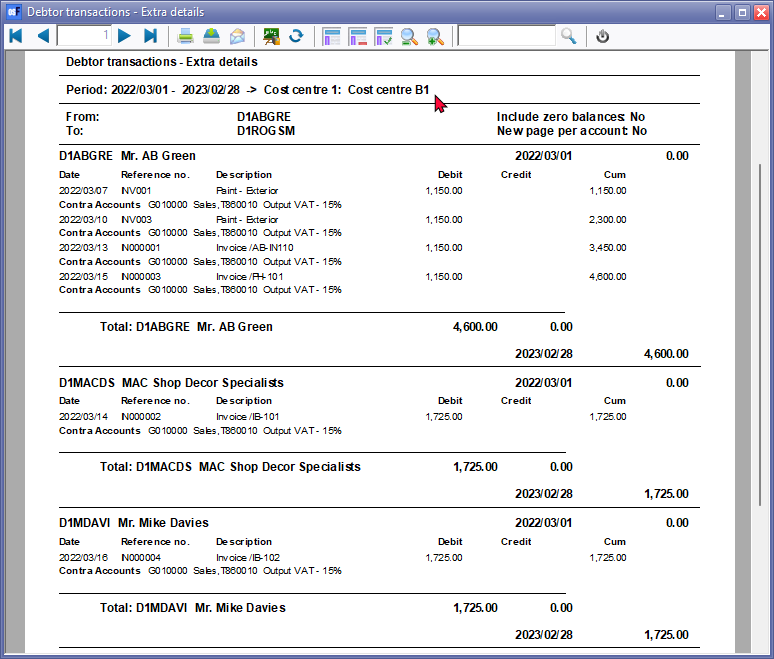 Debtor transactions - Extra details
1
Debtor transactions - Extra details
Period: 2022/03/01 - 2023/02/28 -> Cost centre 1: Cost centre B1
From: D1ABGRE Include zero balances: No
To: D1ROGSM New page per account: No
D1ABGRE Mr. AB Green 2022/03/01 0.00
Date Reference no. Description Debit Credit Cum
2022/03/07 INV001 Paint - Exterior 1,150.00 1,150.00
Contra Accounts G010000 Sales,T860010 Output VAT - 15%
2022/03/10 INV003 Paint - Exterior 1,150.00 2,300.00
Contra Accounts G010000 Sales,T860010 Output VAT - 15%
2022/03/13 IN000001 Invoice /AB-IN110 1,150.00 3,450.00
Contra Accounts G010000 Sales,T860010 Output VAT - 15%
2022/03/15 IN000003 Invoice /PH-101 1,150.00 4,600.00
Contra Accounts G010000 Sales,T860010 Output VAT - 15%
Total: D1ABGRE Mr. AB Green 4,600.00 0.00
2023/02/28 4,600.00
D1MACDS MAC Shop Decor Specialists 2022/03/01 0.00
Date Reference no. Description Debit Credit Cum
2022/03/14 IN000002 Invoice /IB-101 1,725.00 1,725.00
Contra Accounts G010000 Sales,T860010 Output VAT - 15%
Total: D1MACDS MAC Shop Decor Specialists 1,725.00 0.00
2023/02/28 1,725.00
D1MDAVI Mr. Mike Davies 2022/03/01 0.00
Date Reference no. Description Debit Credit Cum
2022/03/16 IN000004 Invoice /IB-102 1,725.00 1,725.00
Contra Accounts G010000 Sales,T860010 Output VAT - 15%
Total: D1MDAVI Mr. Mike Davies 1,725.00 0.00
2023/02/28 1,725.00